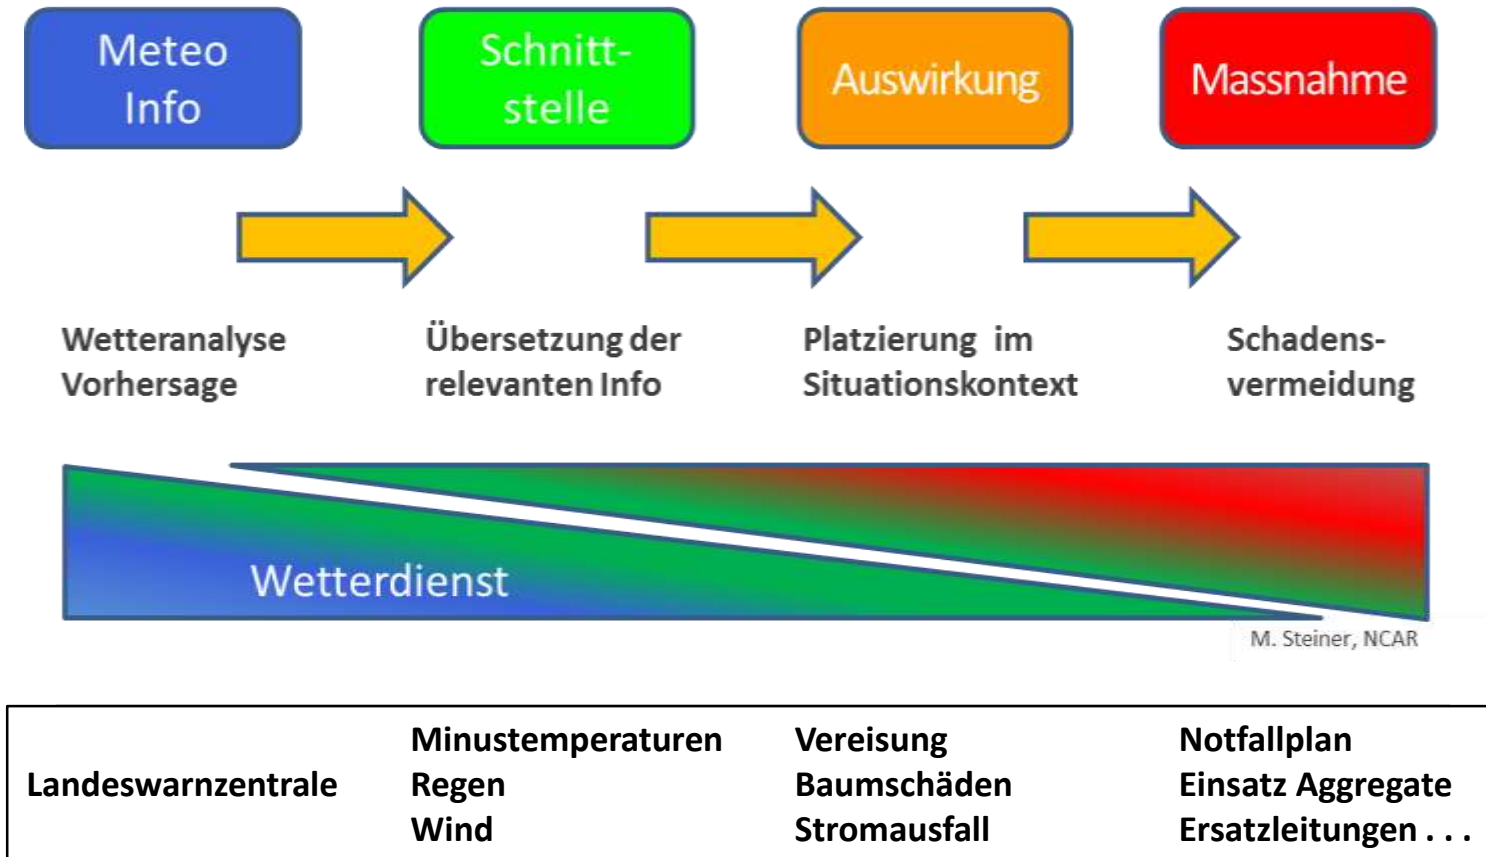 Meteo
Info
Schnitt-
stelle
Auswirkung
Massnahme
Wetteranalyse
Vorhersage
Übersetzung der
relevanten Info
Platzierung im
Situationskontext
Schadens-
vermeidung
Wetterdienst
M. Steiner, NCAR
Landeswarnzentrale
Minustemperaturen
Regen
Wind
Vereisung
Baumschäden
Stromausfall
Notfallplan
Einsatz Aggregate
Ersatzleitungen . . .